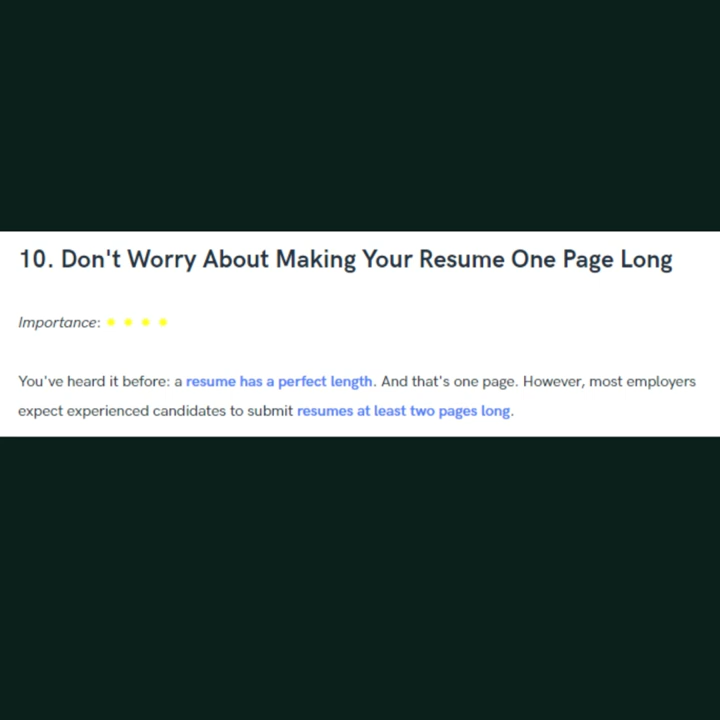 10. Don't Worry About Making Your Resume One Page Long
Importance:
You've heard it before: a resume has a perfect length. And that's one page. However, most employers
expect experienced candidates to submit resumes at least two pages long.